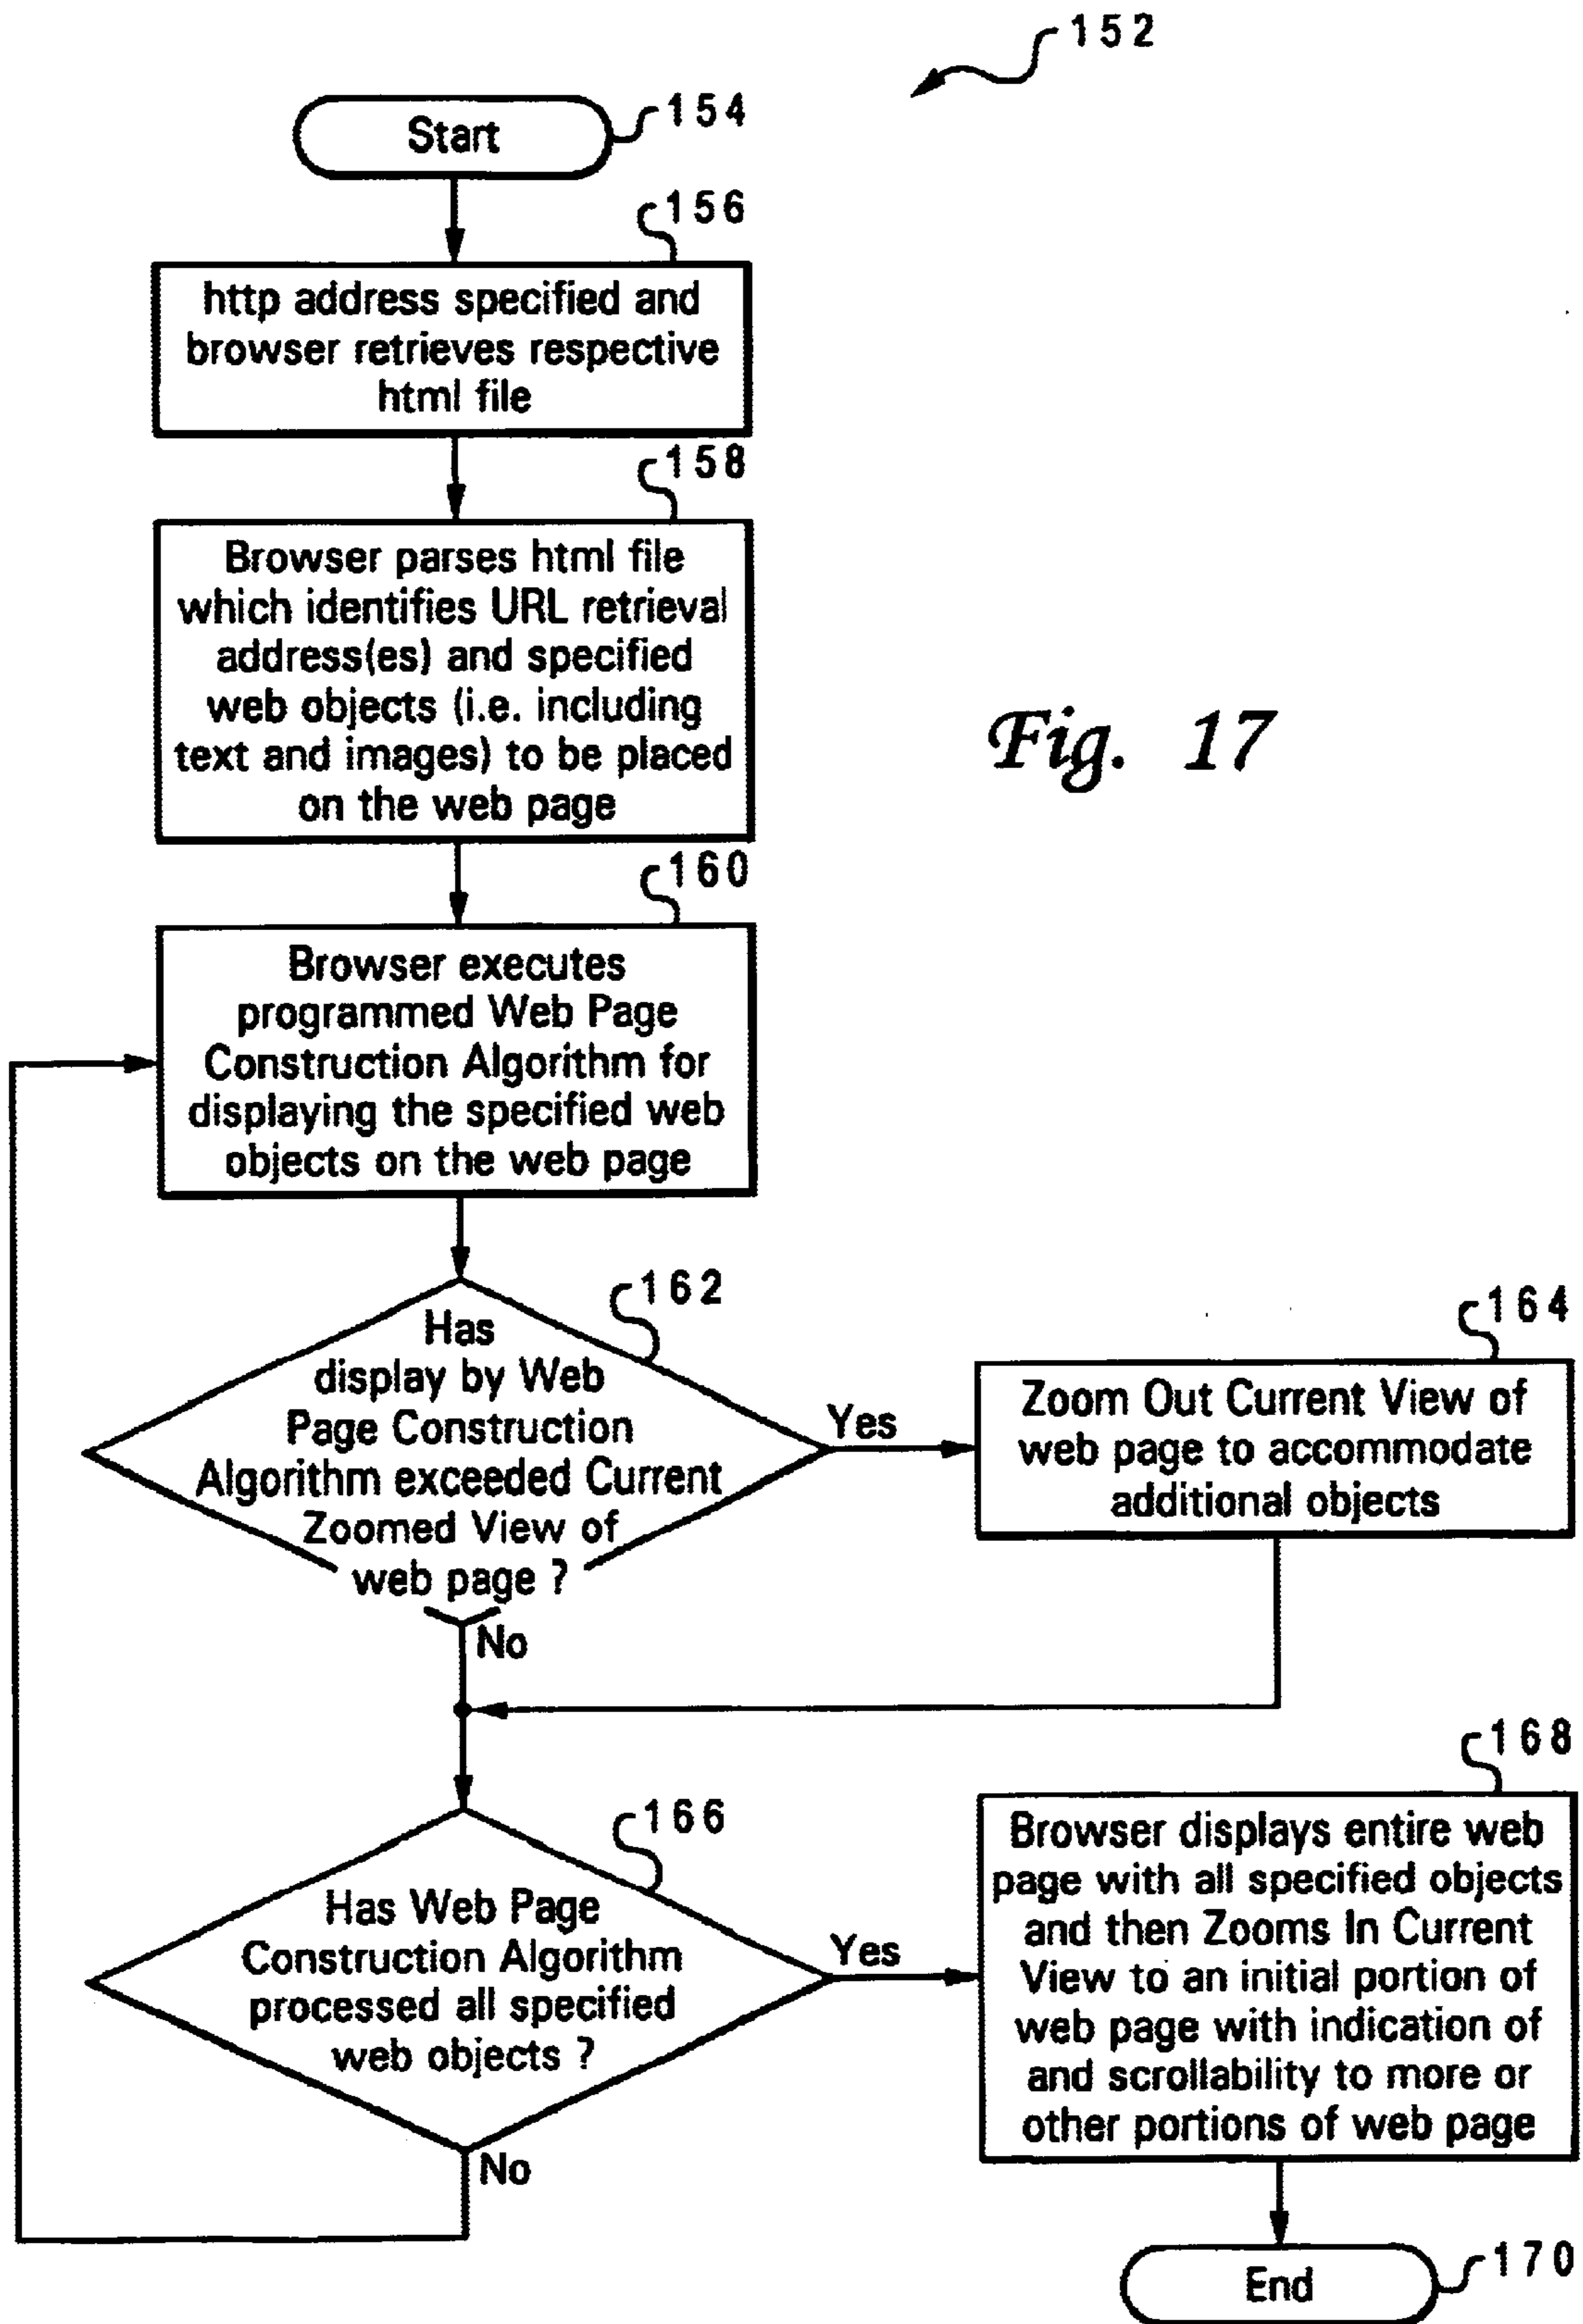 152
Start
154
156
http address specified and
browser retrieves respective
html file
158
Browser parses html file
which identifies URL retrieval
address(es) and specified
web objects (i.e. including
text and images) to be placed
on the web page
Fig. 17
160
Browser executes
programmed Web Page
Construction Algorithm for
displaying the specified web
objects on the web page
162
Has
display by Web
Page Construction
Algorithm exceeded Current
Zoomed View of
web page ?
Yes
No
164
Zoom Out Current View of
web page to accommodate
additional objects
166
Has Web Page
Construction Algorithm
processed all specified
web objects ?
Yes
No
168
Browser displays entire web
page with all specified objects
and then Zooms In Current
View to an initial portion of
web page with indication of
and scrollability to more or
other portions of web page
End
170